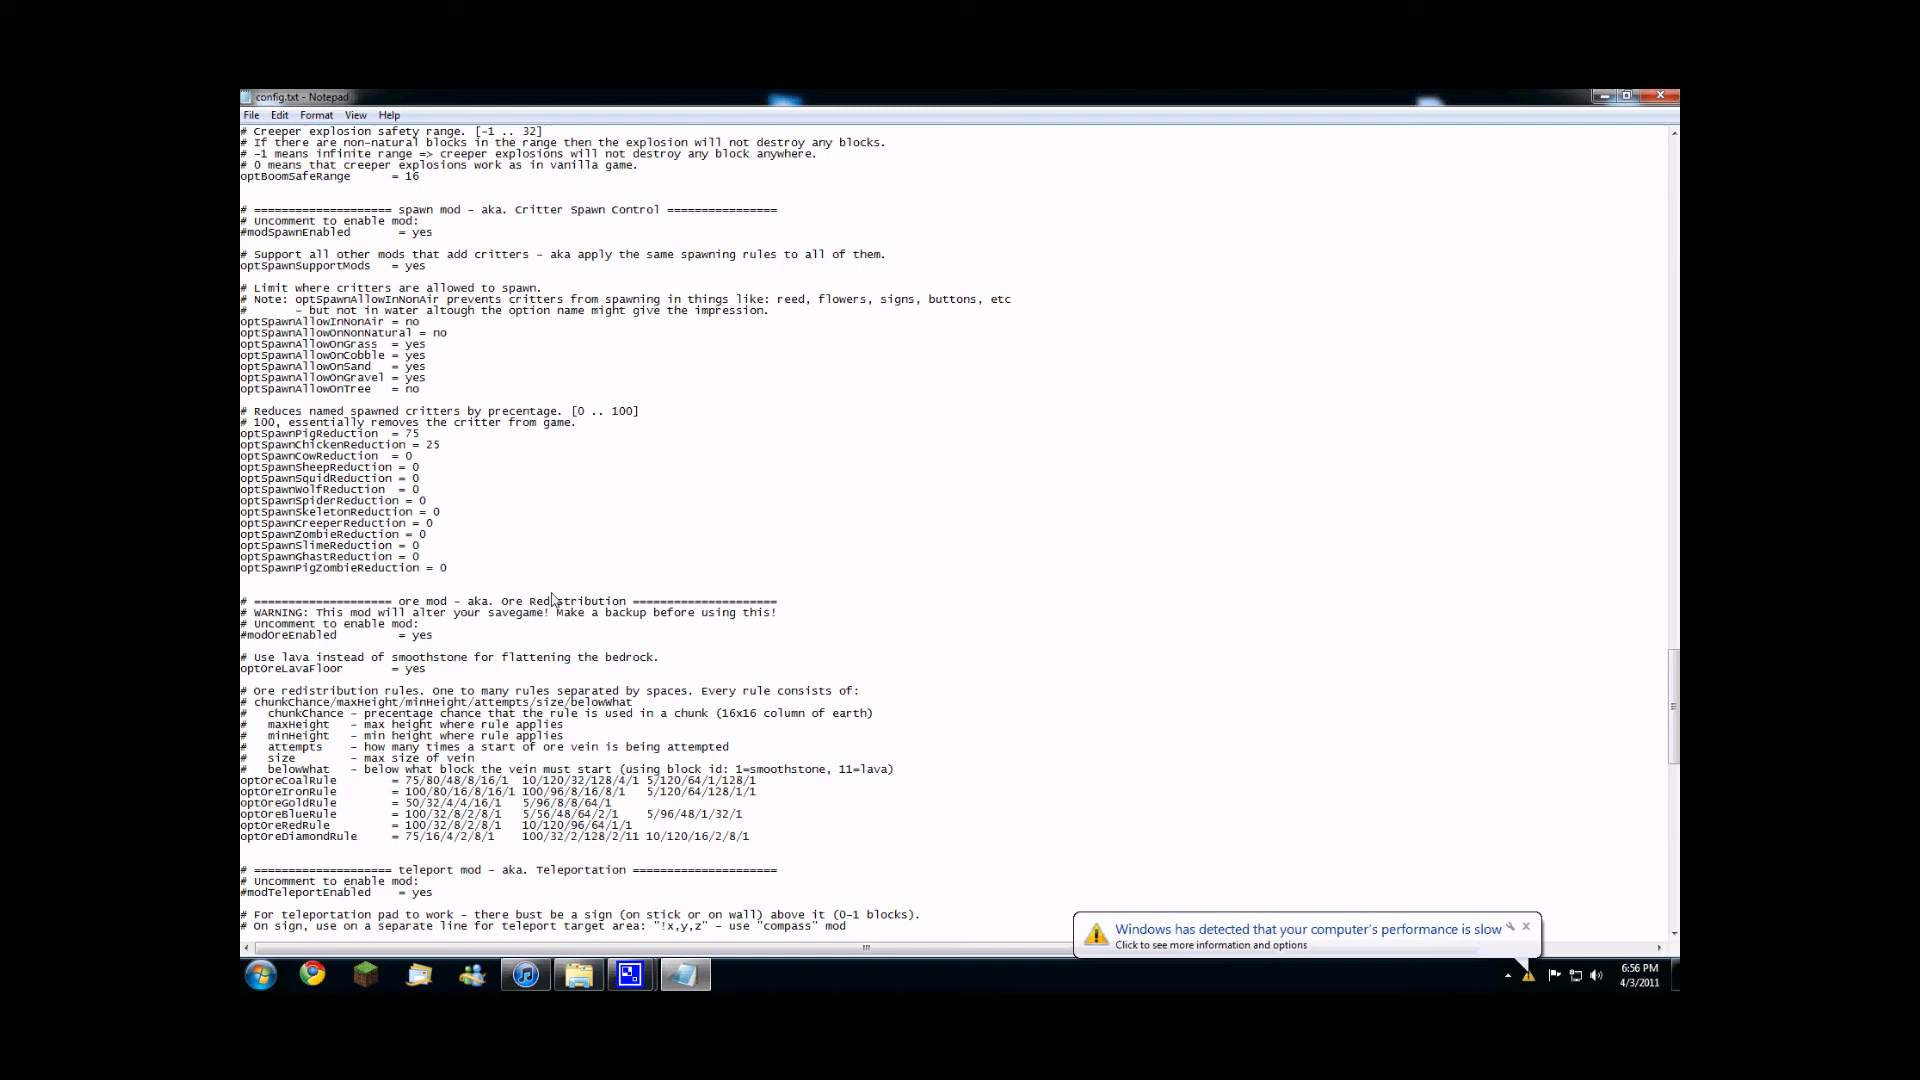 config.txt - Notepad
File Edit Format View Help
# Creeper explosion safety range. [-1 .. 32]
# If there are non-natural blocks in the range then the explosion will not destroy any blocks.
# -1 means infinite range => creeper explosions will not destroy any block anywhere.
# 0 means that creeper explosions work as in vanilla game.
optBoomSafeRange = 16
# ==================== spawn mod - aka. Critter Spawn Control ================
# Uncomment to enable mod:
#modSpawnEnabled = yes
# Support all other mods that add critters - aka apply the same spawning rules to all of them.
optSpawnSupportMods = yes
# Limit where critters are allowed to spawn.
# Note: optSpawnAllowInNonAir prevents critters from spawning in things like: reed, flowers, signs, buttons, etc
# - but not in water altough the option name might give the impression.
optSpawnAllowInNonAir = no
optSpawnAllowOnNonNatural = no
optSpawnAllowOnGrass = yes
optSpawnAllowOnCobble = yes
optSpawnAllowOnSand = yes
optSpawnAllowOnGravel = yes
optSpawnAllowOnTree = no
# Reduces named spawned critters by precentage. [0 .. 100]
# 100, essentially removes the critter from game.
optSpawnPigReduction = 75
optSpawnChickenReduction = 25
optSpawnCowReduction = 0
optSpawnSheepReduction = 0
optSpawnSquidReduction = 0
optSpawnWolfReduction = 0
optSpawnSpiderReduction = 0
optSpawnSkeletonReduction = 0
optSpawnCreeperReduction = 0
optSpawnZombieReduction = 0
optSpawnSlimeReduction = 0
optSpawnGhastReduction = 0
optSpawnPigZombieReduction = 0
# ==================== ore mod - aka. Ore Redistribution =====================
# WARNING: This mod will alter your savegame! Make a backup before using this!
# Uncomment to enable mod:
#modOreEnabled = yes
# Use lava instead of smoothstone for flattening the bedrock.
optOreLavaFloor = yes
# Ore redistribution rules. One to many rules separated by spaces. Every rule consists of:
# chunkChance/maxHeight/minHeight/attempts/size/belowWhat
# chunkChance - precentage chance that the rule is used in a chunk (16x16 column of earth)
# maxHeight - max height where rule applies
# minHeight - min height where rule applies
# attempts - how many times a start of ore vein is being attempted
# size - max size of vein
# belowWhat - below what block the vein must start (using block id: 1=smoothstone, 11=lava)
optOreCoalRule = 75/80/48/8/16/1 10/120/32/128/4/1 5/120/64/1/128/1
optOreIronRule = 100/80/16/8/16/1 100/96/8/16/8/1 5/120/64/128/1/1
optOreGoldRule = 50/32/4/4/16/1 5/96/8/8/64/1
optOreBlueRule = 100/32/8/2/8/1 5/56/48/64/2/1 5/96/48/1/32/1
optOreRedRule = 100/32/8/2/8/1 10/120/96/64/1/1
optOreDiamondRule = 75/16/4/2/8/1 100/32/2/128/2/11 10/120/16/2/8/1
# ==================== teleport mod - aka. Teleportation =====================
# Uncomment to enable mod:
#modTeleportEnabled = yes
# For teleportation pad to work - there bust be a sign (on stick or on wall) above it (0-1 blocks).
# On sign, use on a separate line for teleport target area: "!x,y,z" - use "compass" mod
Windows has detected that your computer's performance is slow
Click to see more information and options
6:56 PM
4/3/2011